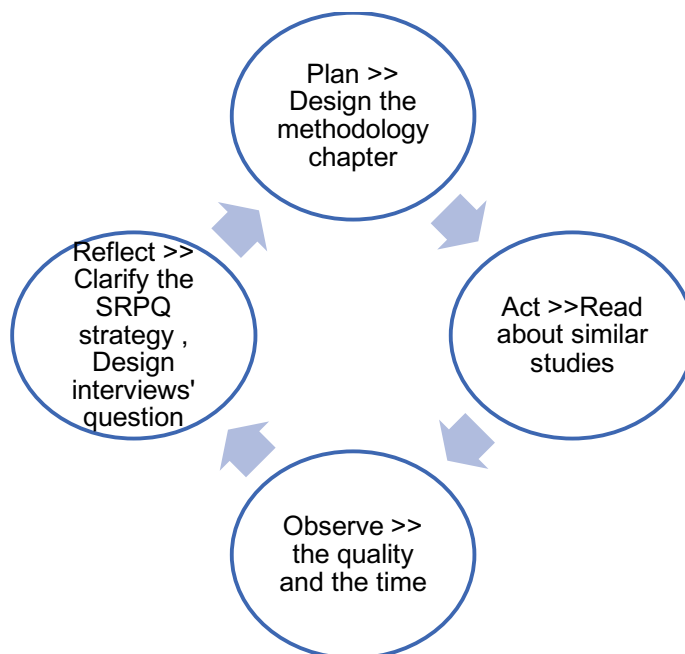 Plan >>
Design the
methodology
chapter
Act >>Read
about similar
studies
Observe >>
the quality
and the time
Reflect >>
Clarify the
SRPQ
strategy ,
Design
interviews'
question